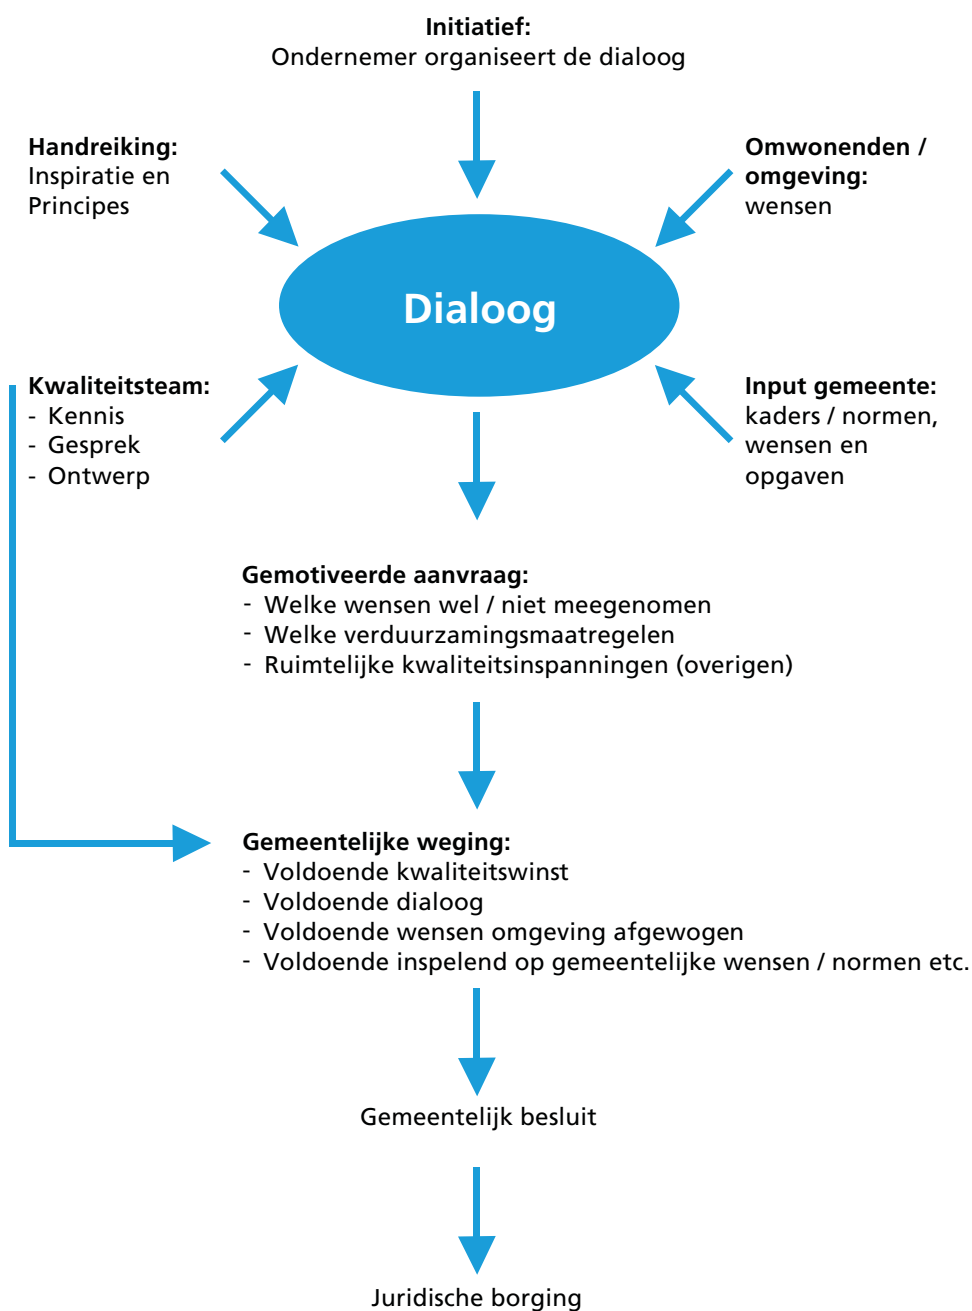 Initiatief:
Ondernemer organiseert de dialoog
Handreiking:
Inspiratie en
Principes
Omwonenden /
omgeving:
wensen
Dialoog
Kwaliteitsteam:
- Kennis
- Gesprek
- Ontwerp
Input gemeente:
kaders / normen,
wensen en
opgaven
Gemotiveerde aanvraag:
- Welke wensen wel / niet meegenomen
- Welke verduurzamingsmaatregelen
- Ruimtelijke kwaliteitsinspanningen (overigen)
Gemeentelijke weging:
- Voldoende kwaliteitswinst
- Voldoende dialoog
- Voldoende wensen omgeving afgewogen
- Voldoende inspelend op gemeentelijke wensen / normen etc.
Gemeentelijk besluit
Juridische borging